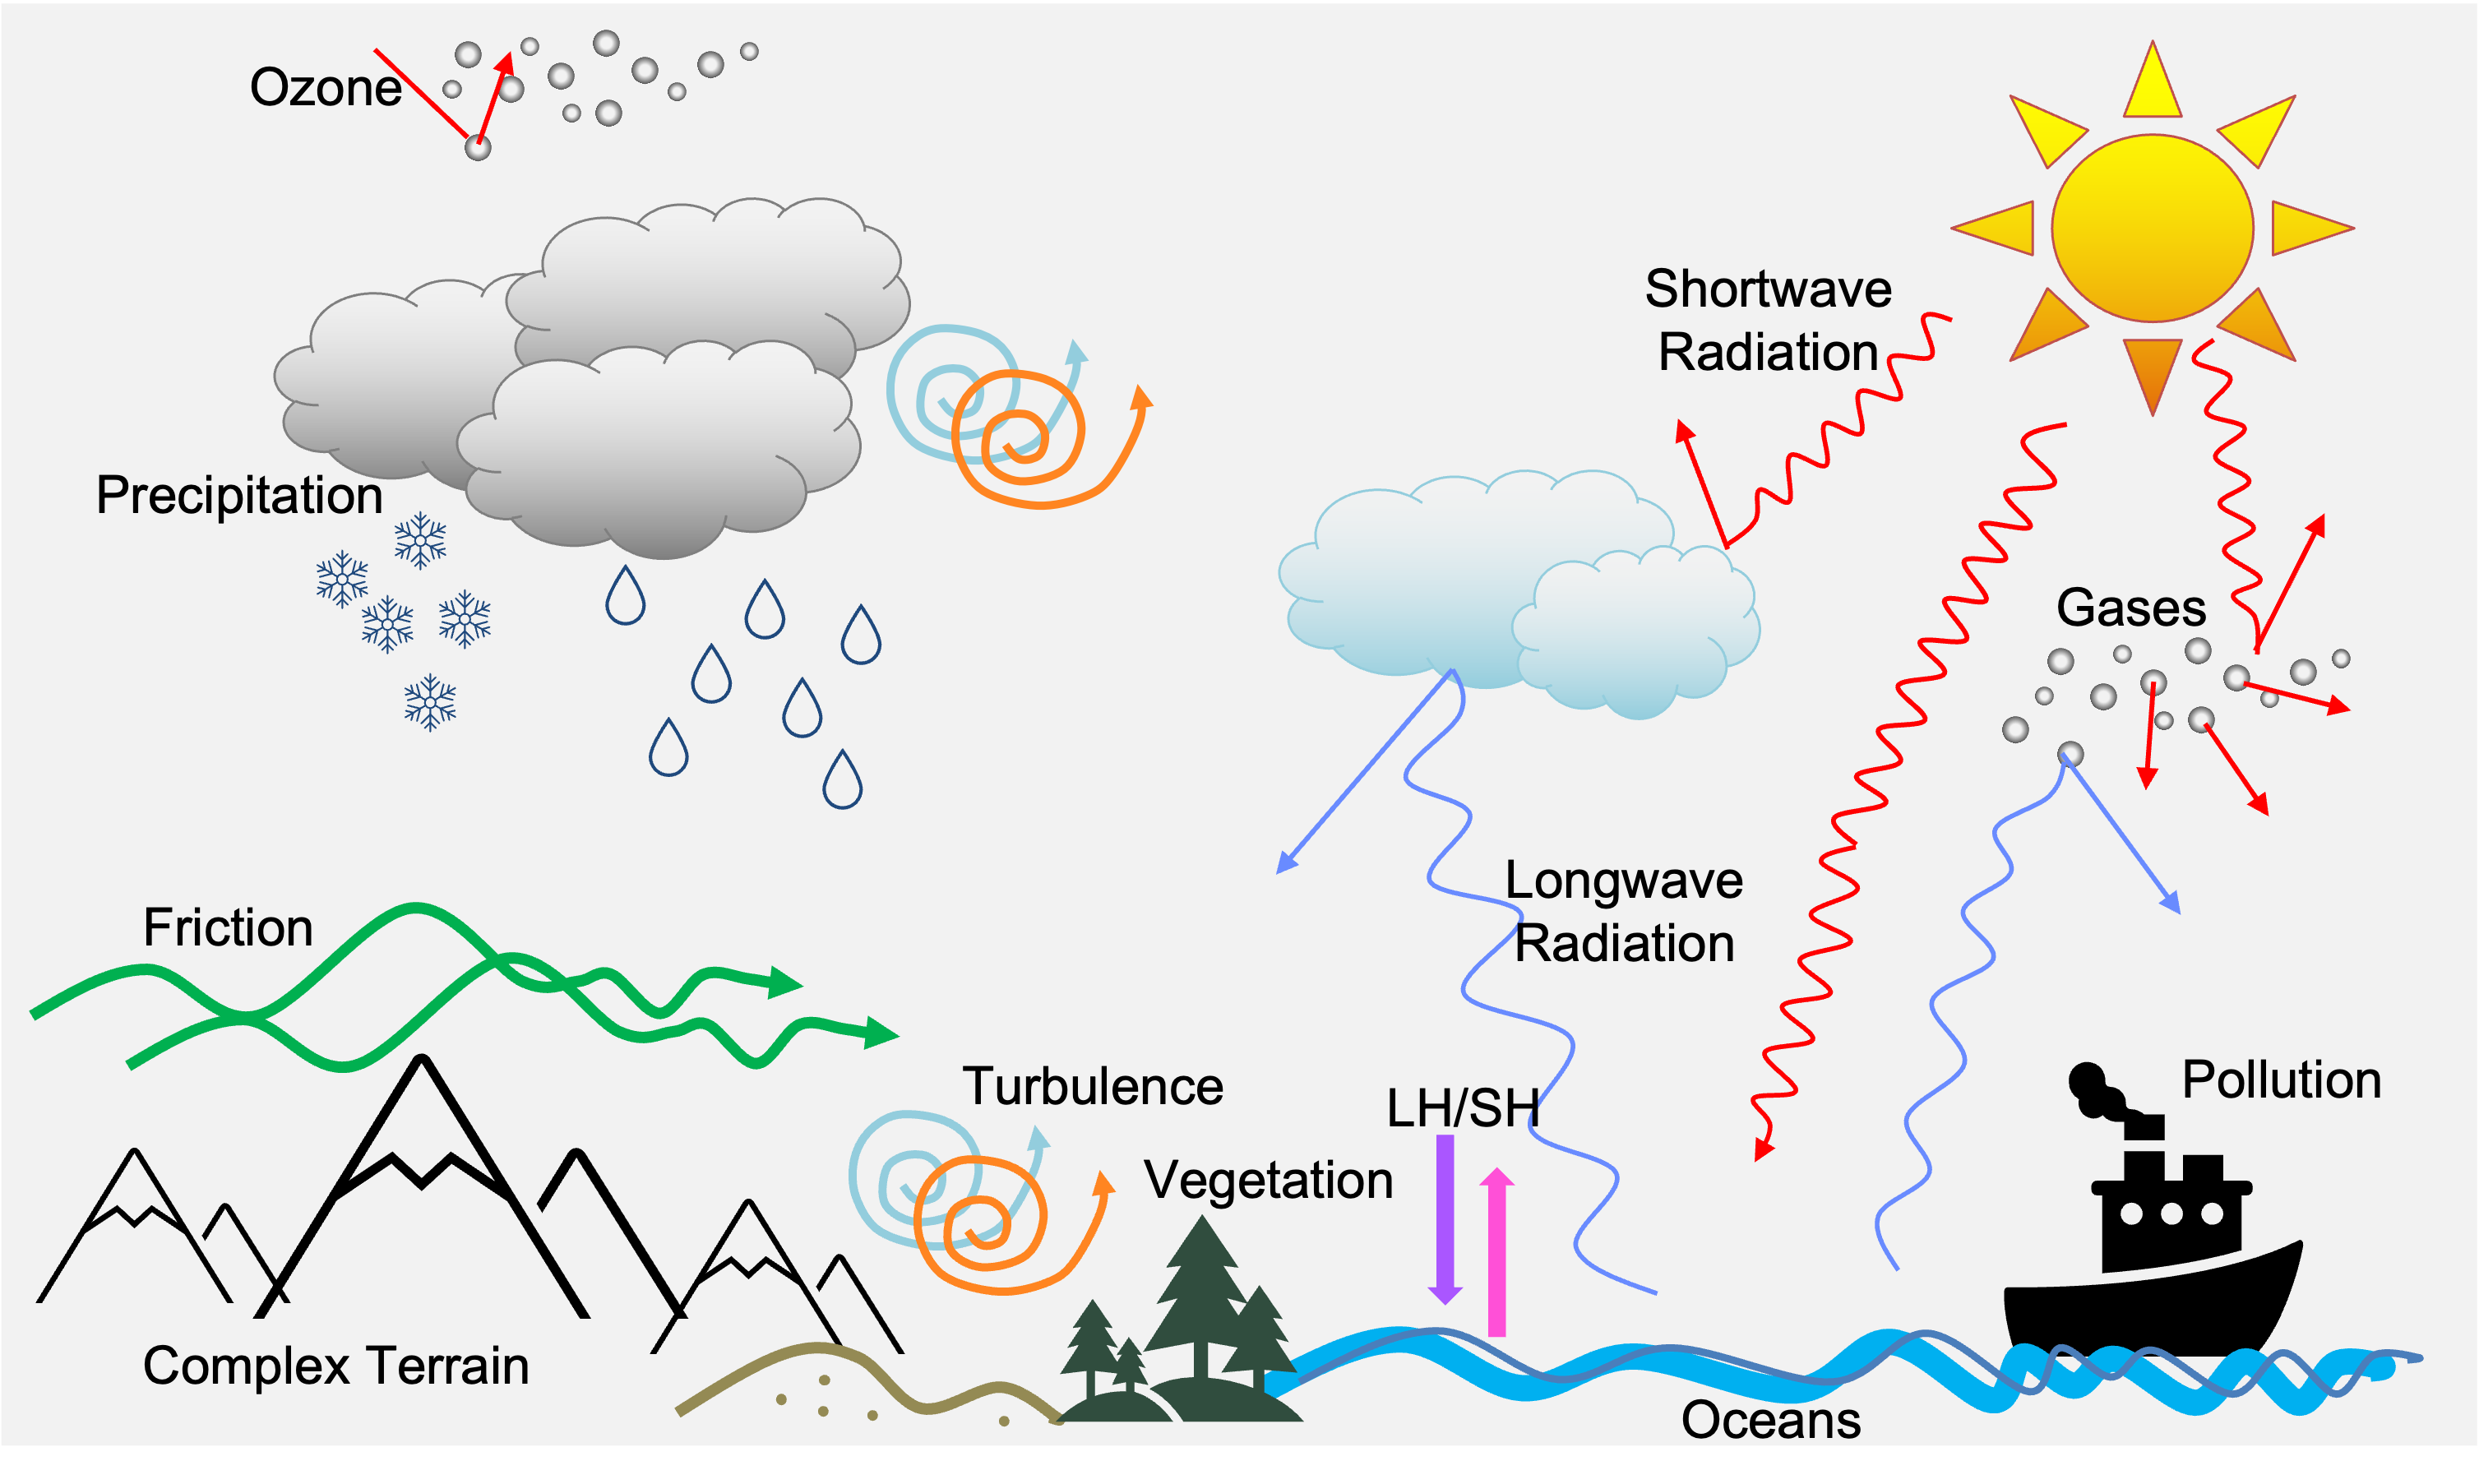 Ozone
Shortwave
Radiation
Precipitation
Gases
Longwave
Radiation
Friction
Turbulence
LH/SH
Pollution
Vegetation
Complex Terrain
Oceans